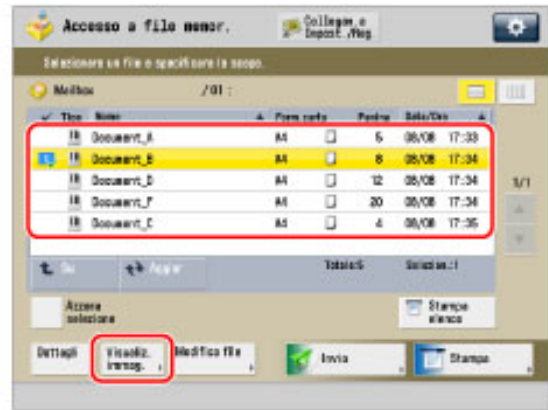 Accesso a file memor.
Collegam. e
Impost./Reg.
Selezionare un file o specificare lo scopo.
Mailbox /01 :
Tipo Nome Form. carta Pagine Data/Ora
Document_A A4 5 08/08 17:33
Document_B A4 8 08/08 17:34
Document_D A4 12 08/08 17:34
Document_F A4 20 08/08 17:34
Document_C A4 4 08/08 17:35
1/1
Su Aggior Totale:5 Selezion.:1
Azzera
selezione
Stampa
elenco
Dettagli
Visualiz.
immag.
Modifica file
Invia
Stampa